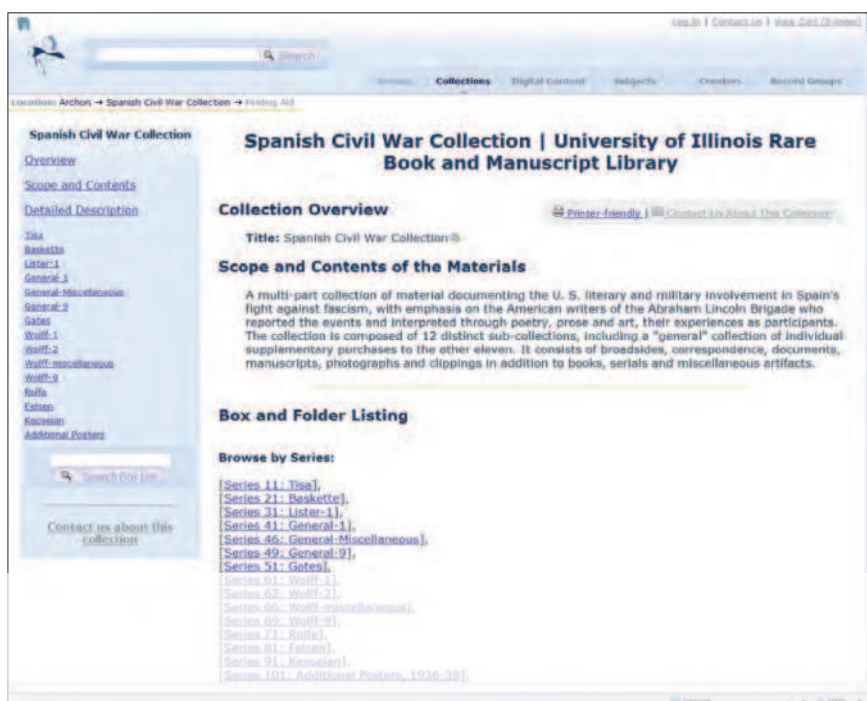 Log In | Contact Us | View Cart
Search
Collections Digital Content Subjects Creators Record Groups
Location: Archon → Spanish Civil War Collection → Finding Aid
Spanish Civil War Collection
Overview
Scope and Contents
Detailed Description
Tisa
Baskette
Lister-1
General-1
General-Miscellaneous
General-9
Gates
Wolff-1
Wolff-2
Wolff-miscellaneous
Wolff-9
Rolfe
Felsen
Keoseian
Additional Posters
Search Box List
Contact us about this
collection
Spanish Civil War Collection | University of Illinois Rare
Book and Manuscript Library
Collection Overview
Printer-friendly | Contact Us About This Collection
Title: Spanish Civil War Collection
Scope and Contents of the Materials
A multi-part collection of material documenting the U. S. literary and military involvement in Spain's
fight against fascism, with emphasis on the American writers of the Abraham Lincoln Brigade who
reported the events and interpreted through poetry, prose and art, their experiences as participants.
The collection is composed of 12 distinct sub-collections, including a "general" collection of individual
supplementary purchases to the other eleven. It consists of broadsides, correspondence, documents,
manuscripts, photographs and clippings in addition to books, serials and miscellaneous artifacts.
Box and Folder Listing
Browse by Series:
[Series 11: Tisa],
[Series 21: Baskette],
[Series 31: Lister-1],
[Series 41: General-1],
[Series 46: General-Miscellaneous],
[Series 49: General-9],
[Series 51: Gates],
[Series 61: Wolff-1],
[Series 62: Wolff-2],
[Series 66: Wolff-miscellaneous],
[Series 69: Wolff-9],
[Series 71: Rolfe],
[Series 81: Felsen],
[Series 91: Keoseian],
[Series 101: Additional Posters, 1936-39],